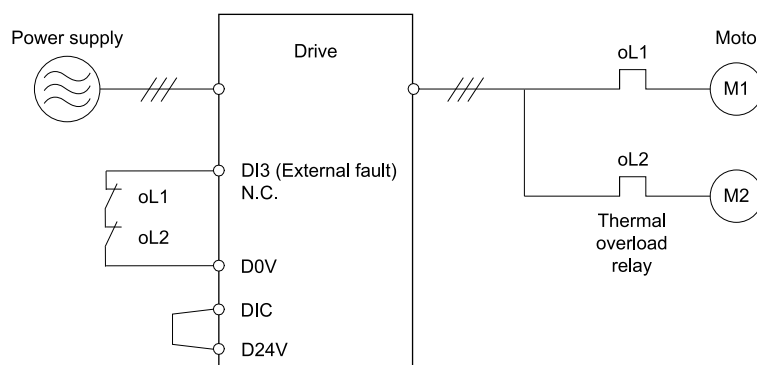 Power supply
Drive
oL1
Moto
M1
DI3 (External fault)
N.C.
oL1
oL2
oL2
M2
Thermal
overload
relay
D0V
DIC
D24V